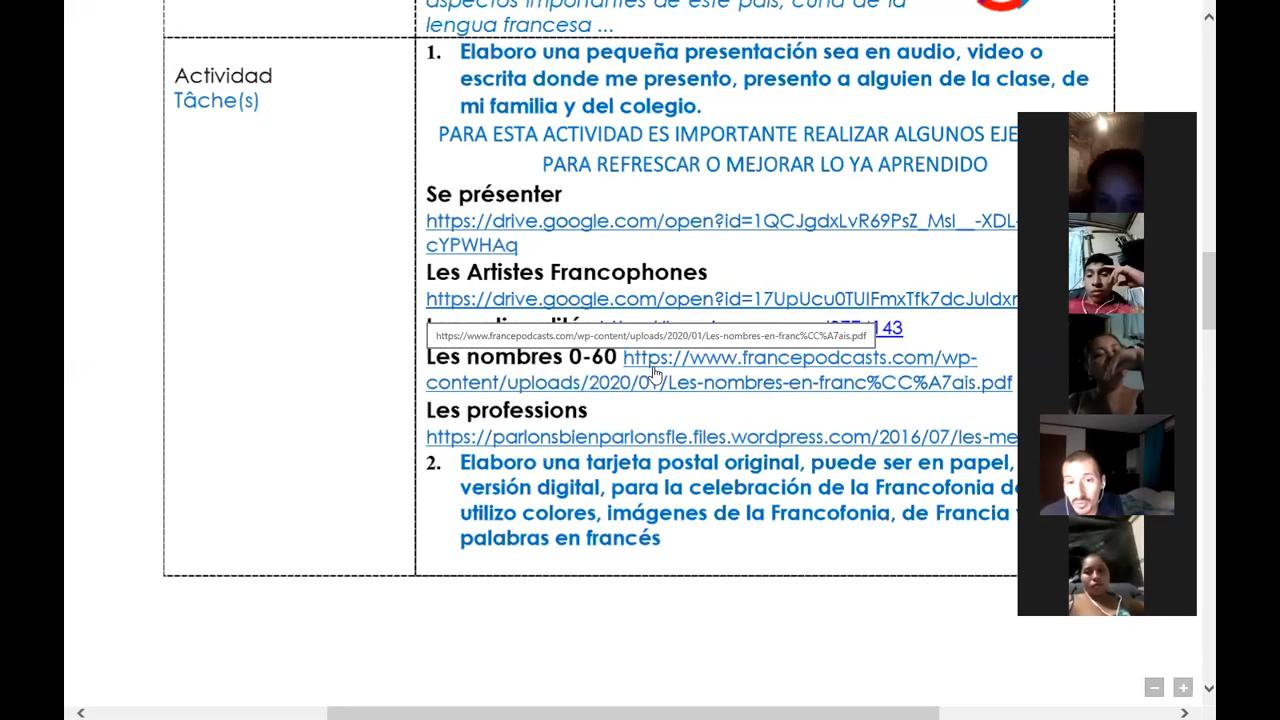 aspectos importantes de este país, cuna de la
lengua francesa ...
Actividad
Tâche(s)
1. Elaboro una pequeña presentación sea en audio, video o
escrita donde me presento, presento a alguien de la clase, de
mi familia y del colegio.
PARA ESTA ACTIVIDAD ES IMPORTANTE REALIZAR ALGUNOS EJE
PARA REFRESCAR O MEJORAR LO YA APRENDIDO
Se présenter
https://drive.google.com/open?id=1QCJgdxLvR69PsZ_MsI__-XDL-
cYPWHAq
Les Artistes Francophones
https://drive.google.com/open?id=17UpUcu0TUIFmxTfk7dcJuldxr
143
https://www.francepodcasts.com/wp-content/uploads/2020/01/Les-nombres-en-franc%CC%A7ais.pdf
Les nombres 0-60 https://www.francepodcasts.com/wp-
content/uploads/2020/01/Les-nombres-en-franc%CC%A7ais.pdf
Les professions
https://parlonsbienparlonsfle.files.wordpress.com/2016/07/les-me
2. Elaboro una tarjeta postal original, puede ser en papel,
versión digital, para la celebración de la Francofonia de
utilizo colores, imágenes de la Francofonia, de Francia
palabras en francés